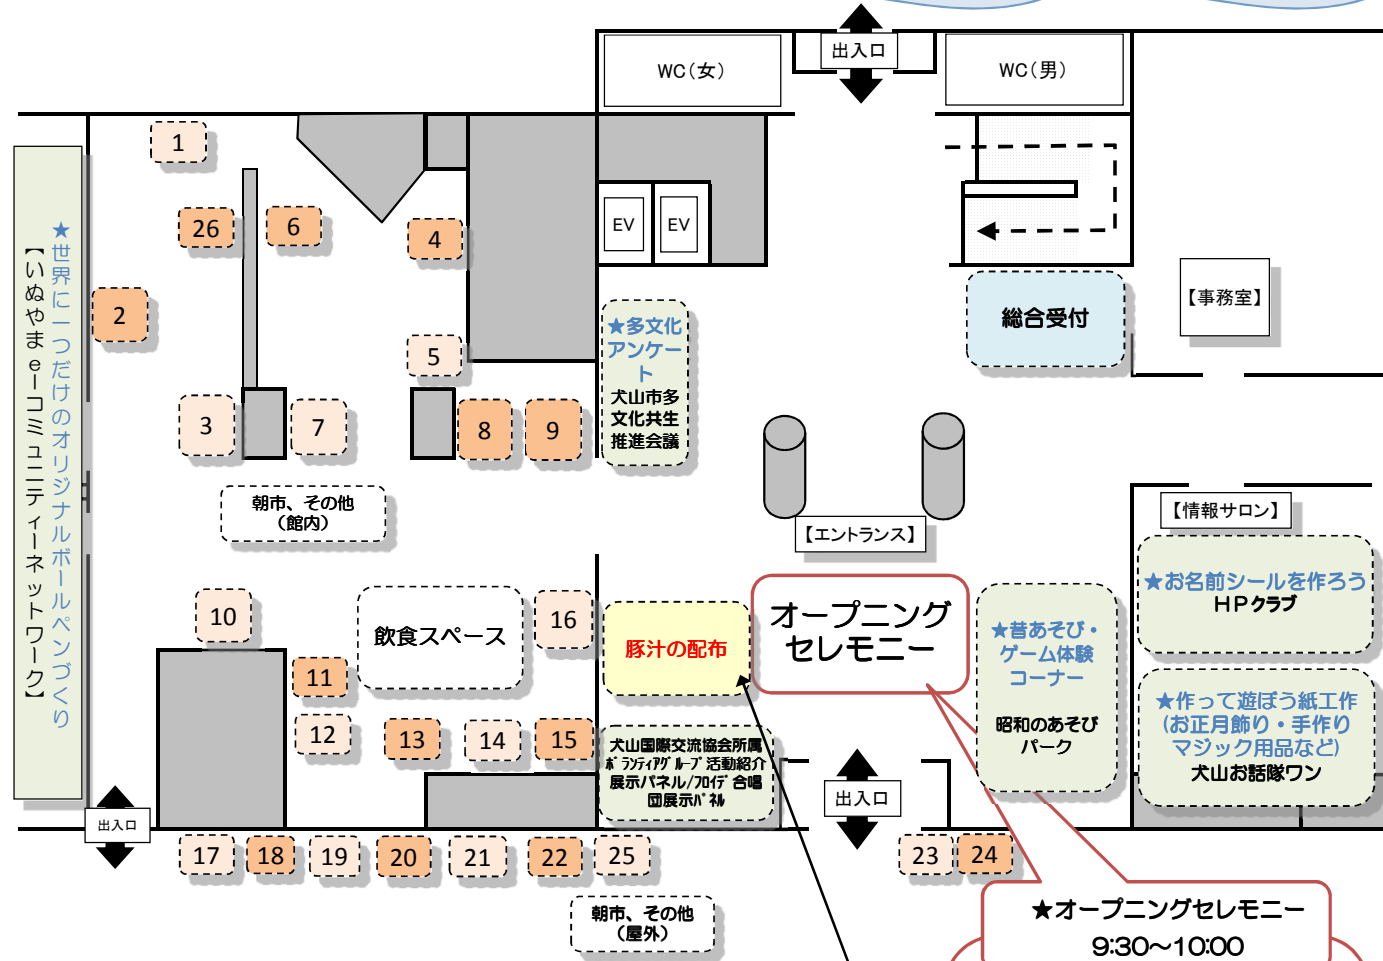 WC(女)
出入口
WC(男)
1
26
6
4
EV
EV
2
5
3
7
8
9
★多文化
アンケー
ト
犬山市多
文化共生
推進会議
総合受付
【事務室】
★世界に一つだけのオリジナルボールペンづくり
【いぬやまe-コミュニティーネットワーク】
朝市、その他
(館内)
【エントランス】
【情報サロン】
★お名前シールを作ろう
HPクラブ
10
飲食スペース
16
豚汁の配布
オープニング
セレモニー
★昔あそび・
ゲーム体験
コーナー
昭和のあそび
パーク
11
12
13
14
15
犬山国際交流協会所属
ボランティアグループ活動紹介
展示パネル/フロイデ合唱
団展示パネル
★作って遊ぼう紙工作
(お正月飾り・手作り
マジック用品など)
犬山お話隊ワン
出入口
出入口
17
18
19
20
21
22
25
23
24
朝市、その他
(屋外)
★オープニングセレモニー
9:30~10:00